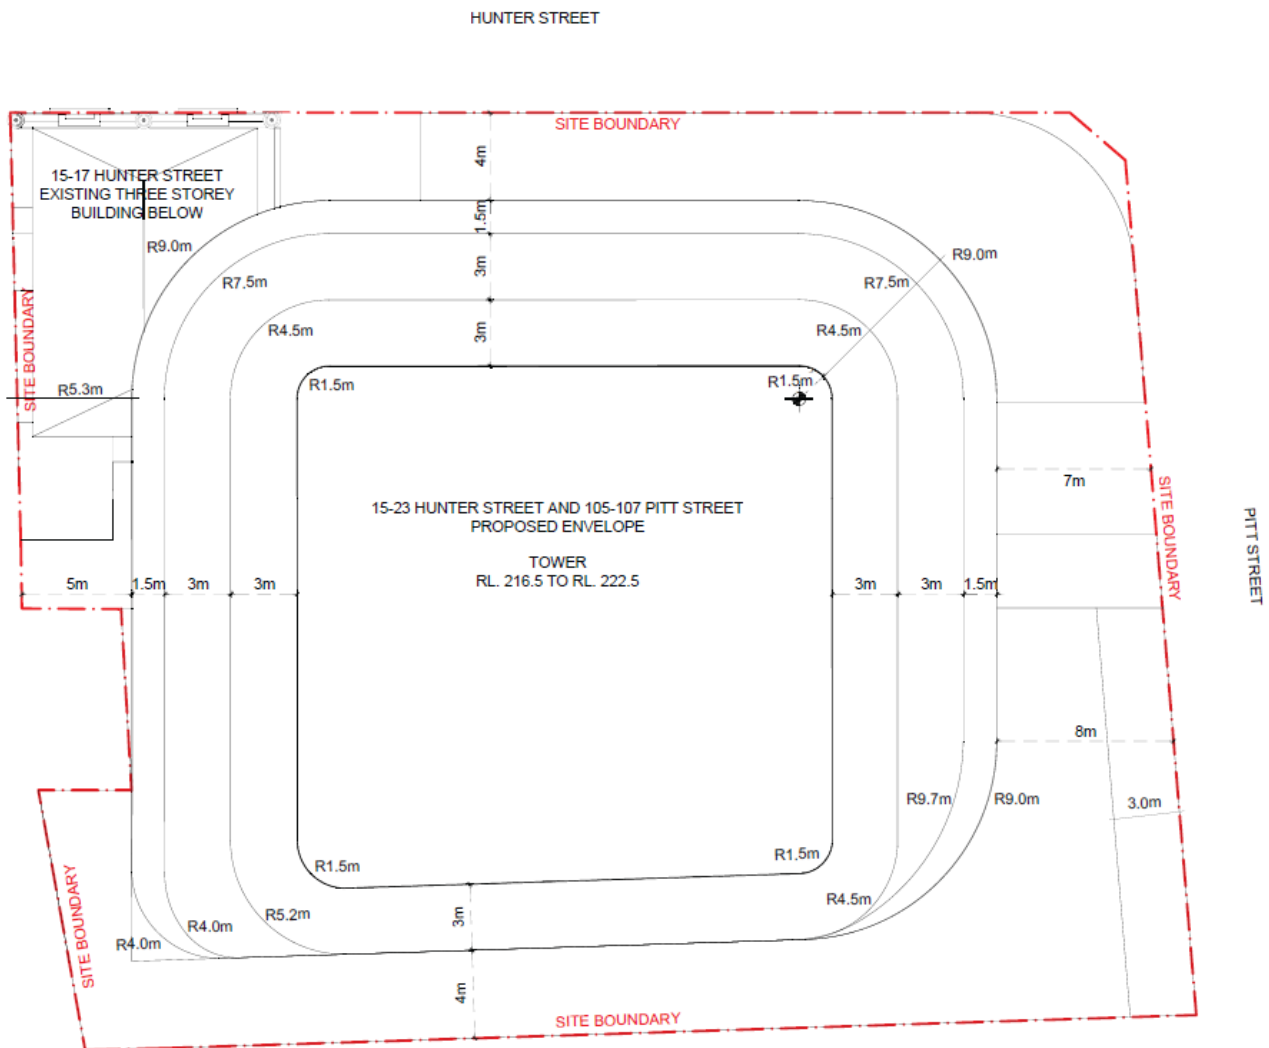 HUNTER STREET
SITE BOUNDARY
4m
15-17 HUNTER STREET
EXISTING THREE STOREY
BUILDING BELOW
1.5m
R9.0m
R9.0m
3m
R7.5m
R7.5m
SITE BOUNDARY
3m
R4.5m
R4.5m
R5.3m
R1.5m
R1.5m
7m
SITE BOUNDARY
PITT STREET
15-23 HUNTER STREET AND 105-107 PITT STREET
PROPOSED ENVELOPE
TOWER
RL. 216.5 TO RL. 222.5
5m
1.5m
3m
3m
3m
3m
1.5m
8m
R9.7m
R9.0m
3.0m
R1.5m
R1.5m
SITE BOUNDARY
R4.0m
R4.0m
R5.2m
3m
R4.5m
4m
SITE BOUNDARY